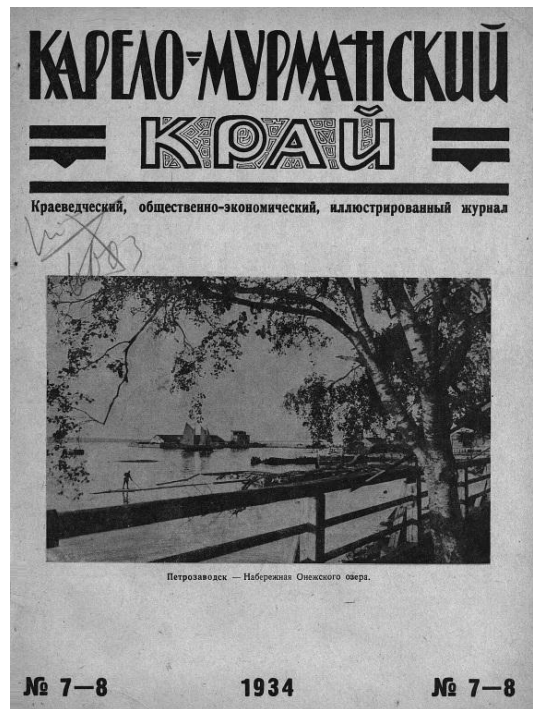 КАРЕЛО-МУРМАНСКИЙ
КРАЙ
Краеведческий, общественно-экономический, иллюстрированный журнал
Петрозаводск — Набережная Онежского озера.
№ 7—8 1934 № 7—8